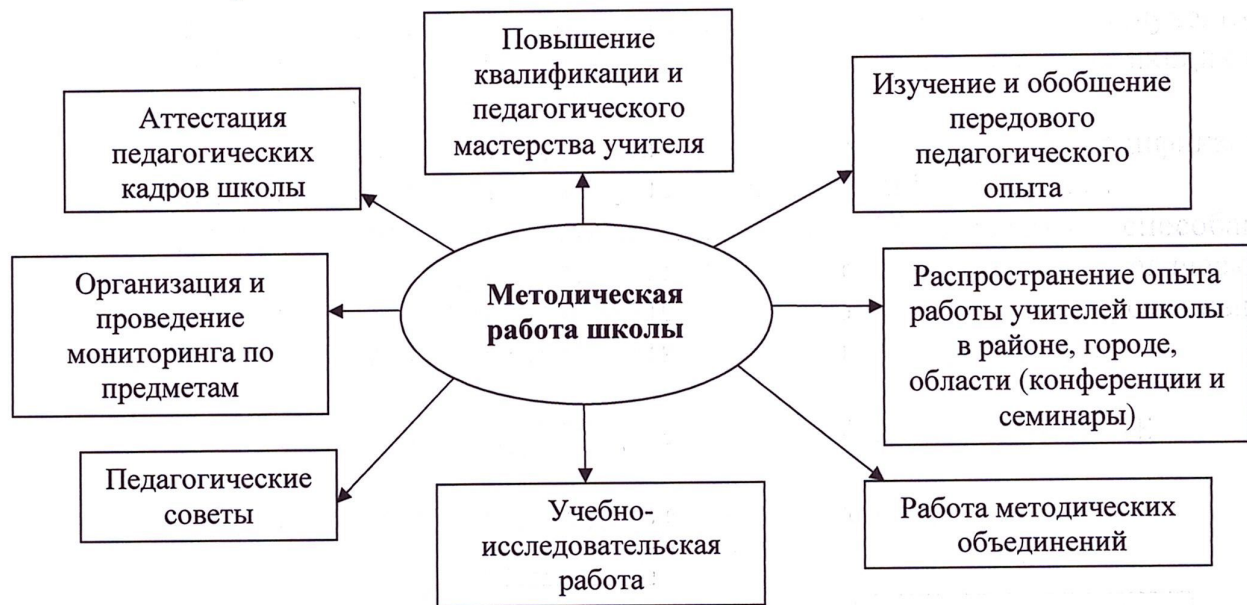 Повышение
квалификации и
педагогического
мастерства учителя
Аттестация
педагогических
кадров школы
Изучение и обобщение
передового
педагогического
опыта
Организация и
проведение
мониторинга по
предметам
Методическая
работа школы
Распространение опыта
работы учителей школы
в районе, городе,
области (конференции и
семинары)
Педагогические
советы
Учебно-
исследовательская
работа
Работа методических
объединений